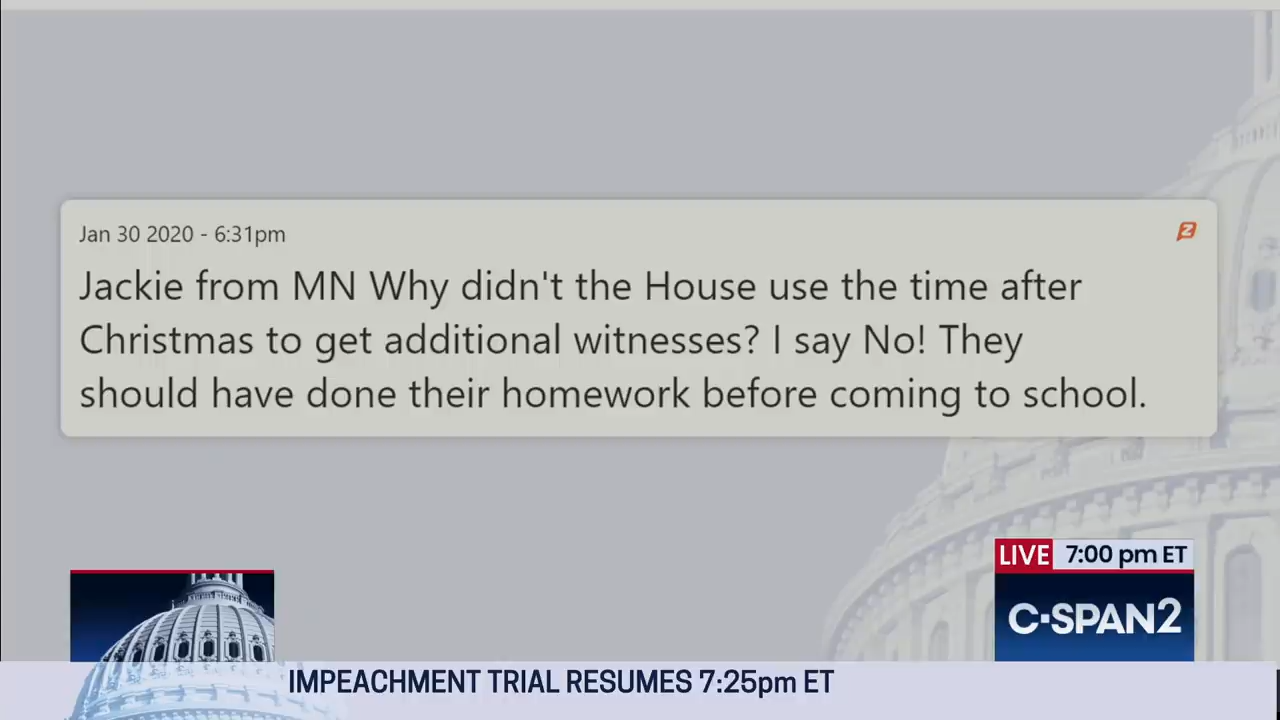 Jan 30 2020 - 6:31pm
Jackie from MN Why didn't the House use the time after
Christmas to get additional witnesses? I say No! They
should have done their homework before coming to school.
LIVE 7:00 pm ET
C-SPAN2
IMPEACHMENT TRIAL RESUMES 7:25pm ET